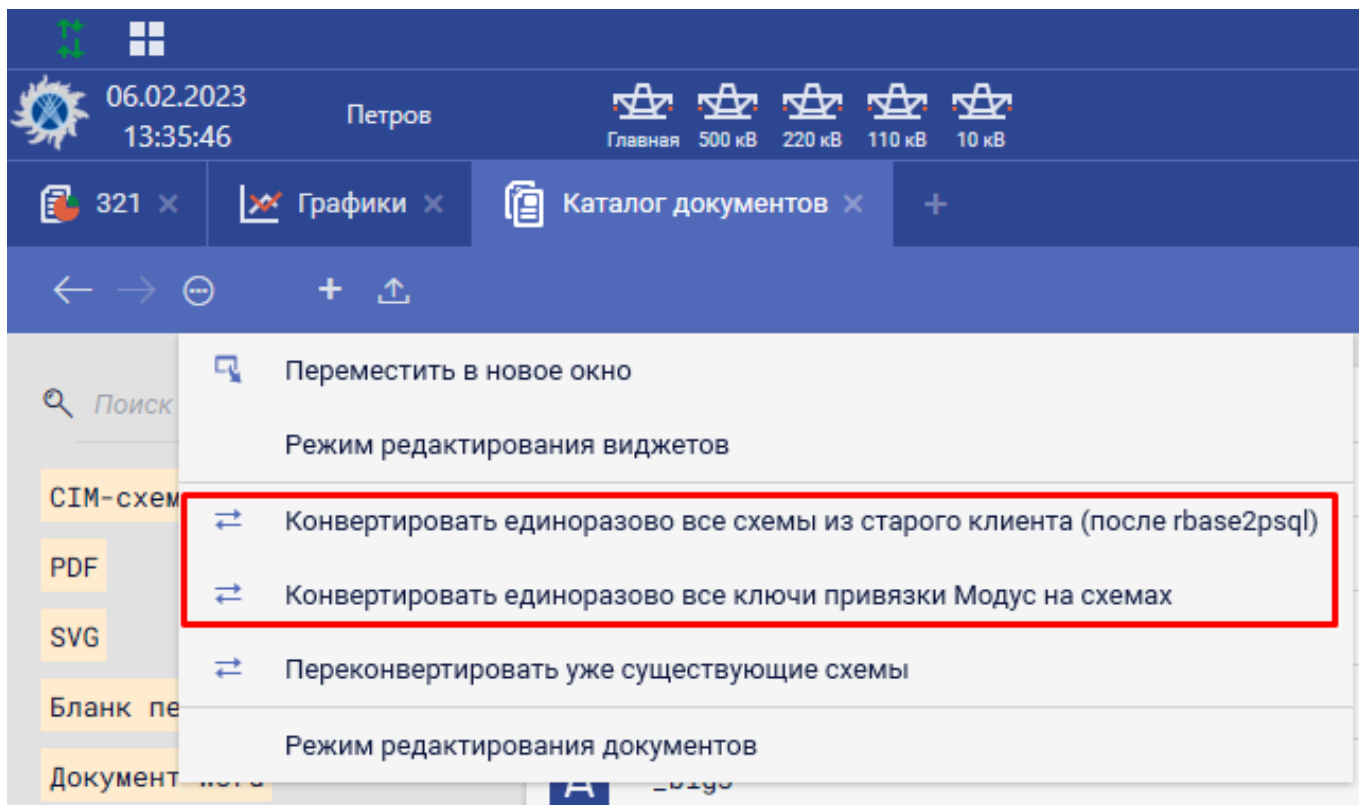 06.02.2023
13:35:46
Петров
Главная 500 кВ 220 кВ 110 кВ 10 кВ
321 Графики Каталог документов
Переместить в новое окно
Поиск
Режим редактирования виджетов
CIM-схем
Конвертировать единоразово все схемы из старого клиента (после rbase2psql)
PDF
Конвертировать единоразово все ключи привязки Модус на схемах
SVG
Переконвертировать уже существующие схемы
Бланк пе
Режим редактирования документов
Документ